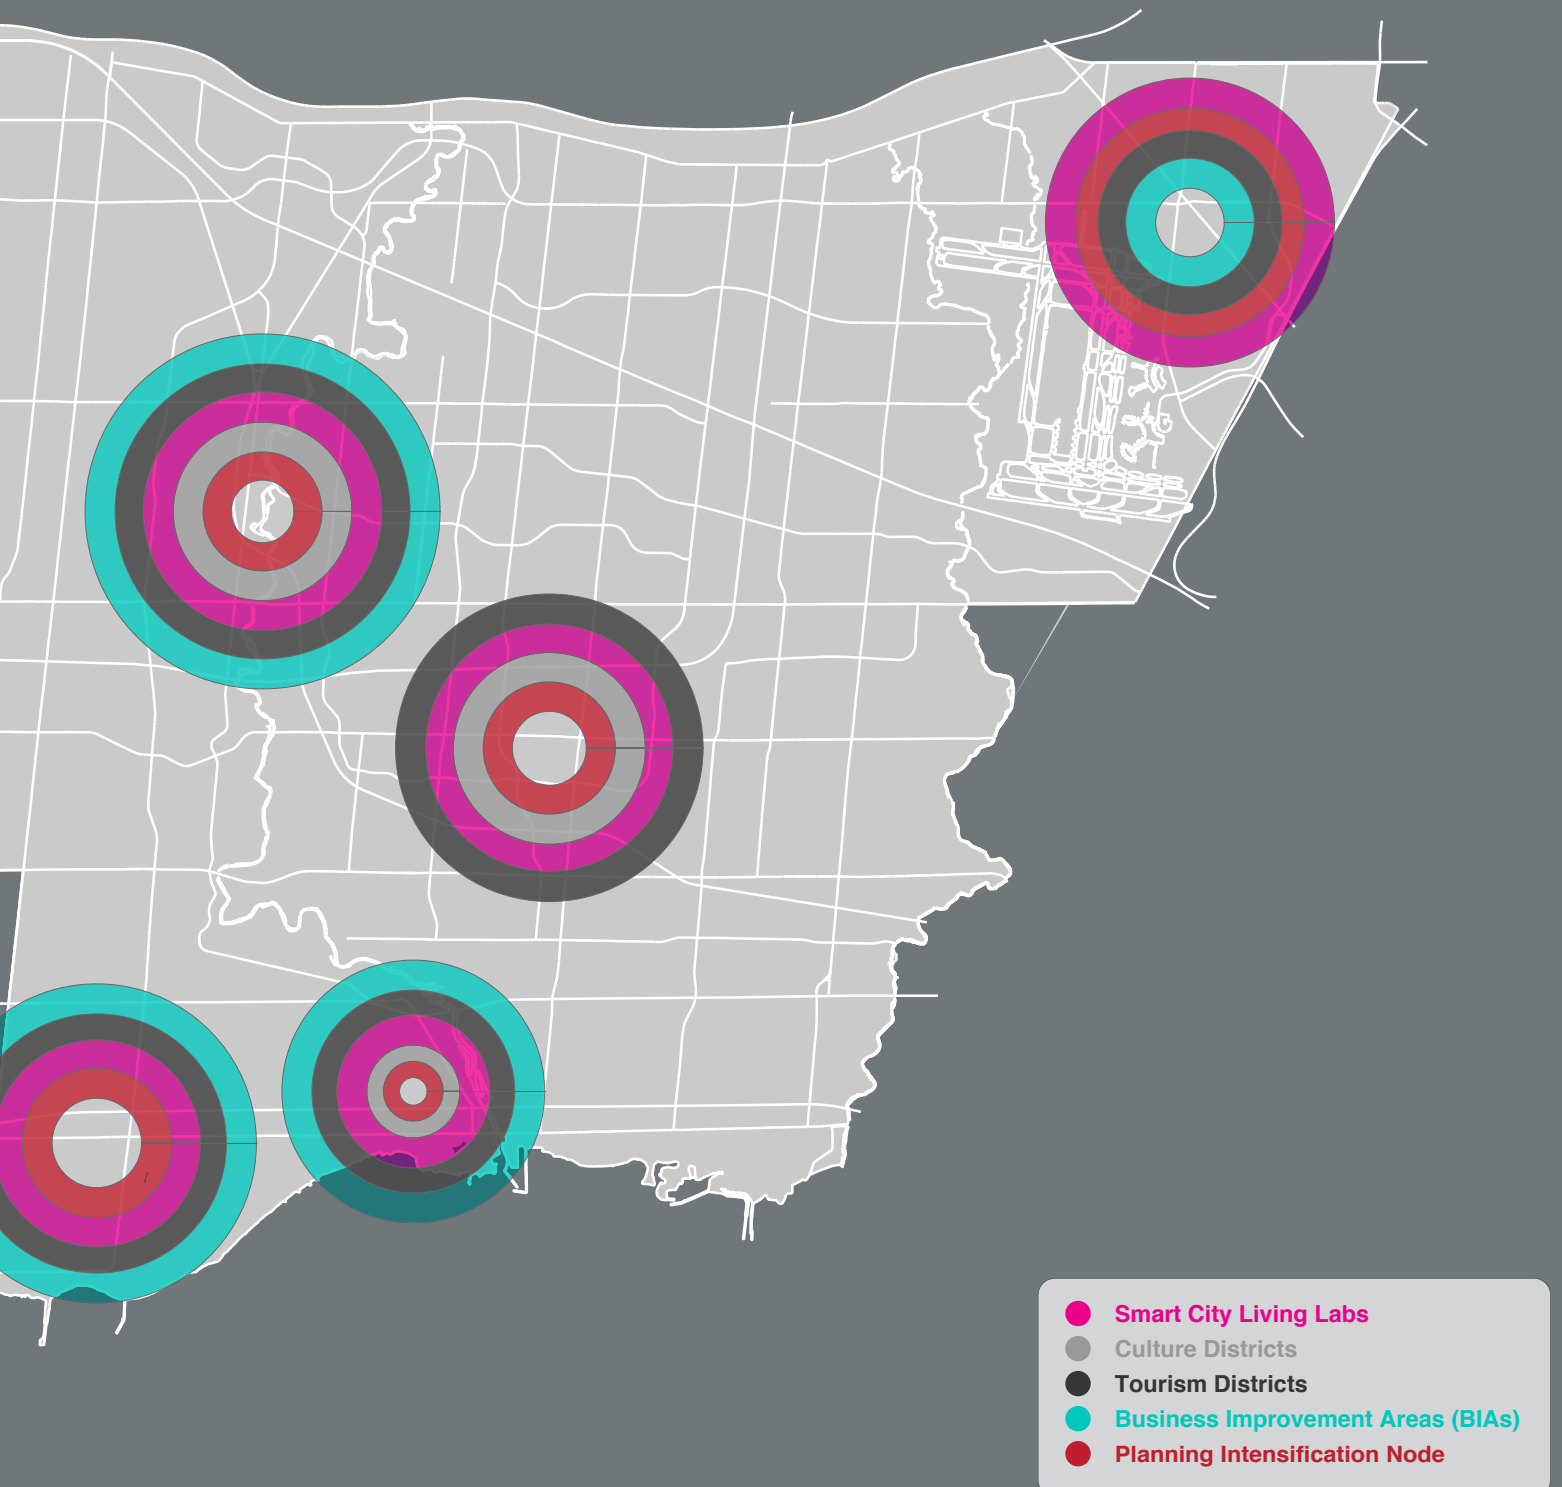 Smart City Living Labs
Culture Districts
Tourism Districts
Business Improvement Areas (BIAs)
Planning Intensification Node